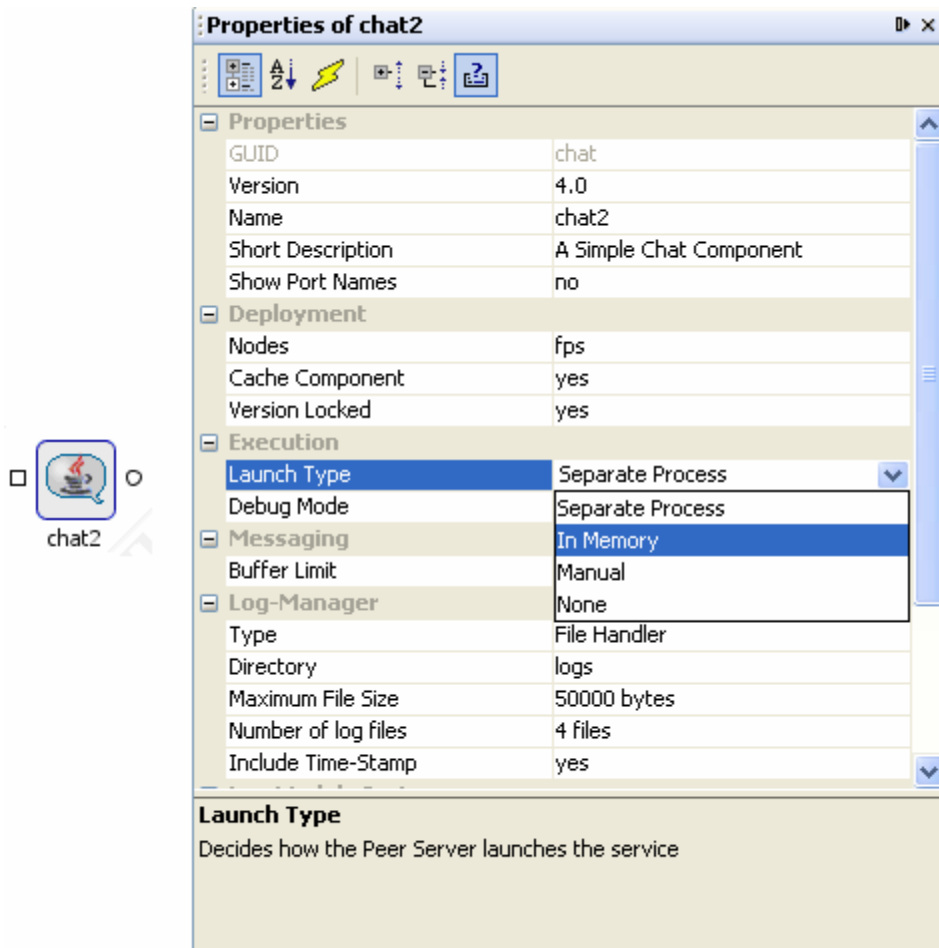 Properties of chat2
Properties
GUID chat
Version 4.0
Name chat2
Short Description A Simple Chat Component
Show Port Names no
Deployment
Nodes fps
Cache Component yes
Version Locked yes
Execution
Launch Type Separate Process
Debug Mode Separate Process
In Memory
Messaging
Buffer Limit Manual
Log-Manager None
Type File Handler
Directory logs
Maximum File Size 50000 bytes
Number of log files 4 files
Include Time-Stamp yes
Launch Type
Decides how the Peer Server launches the service
chat2